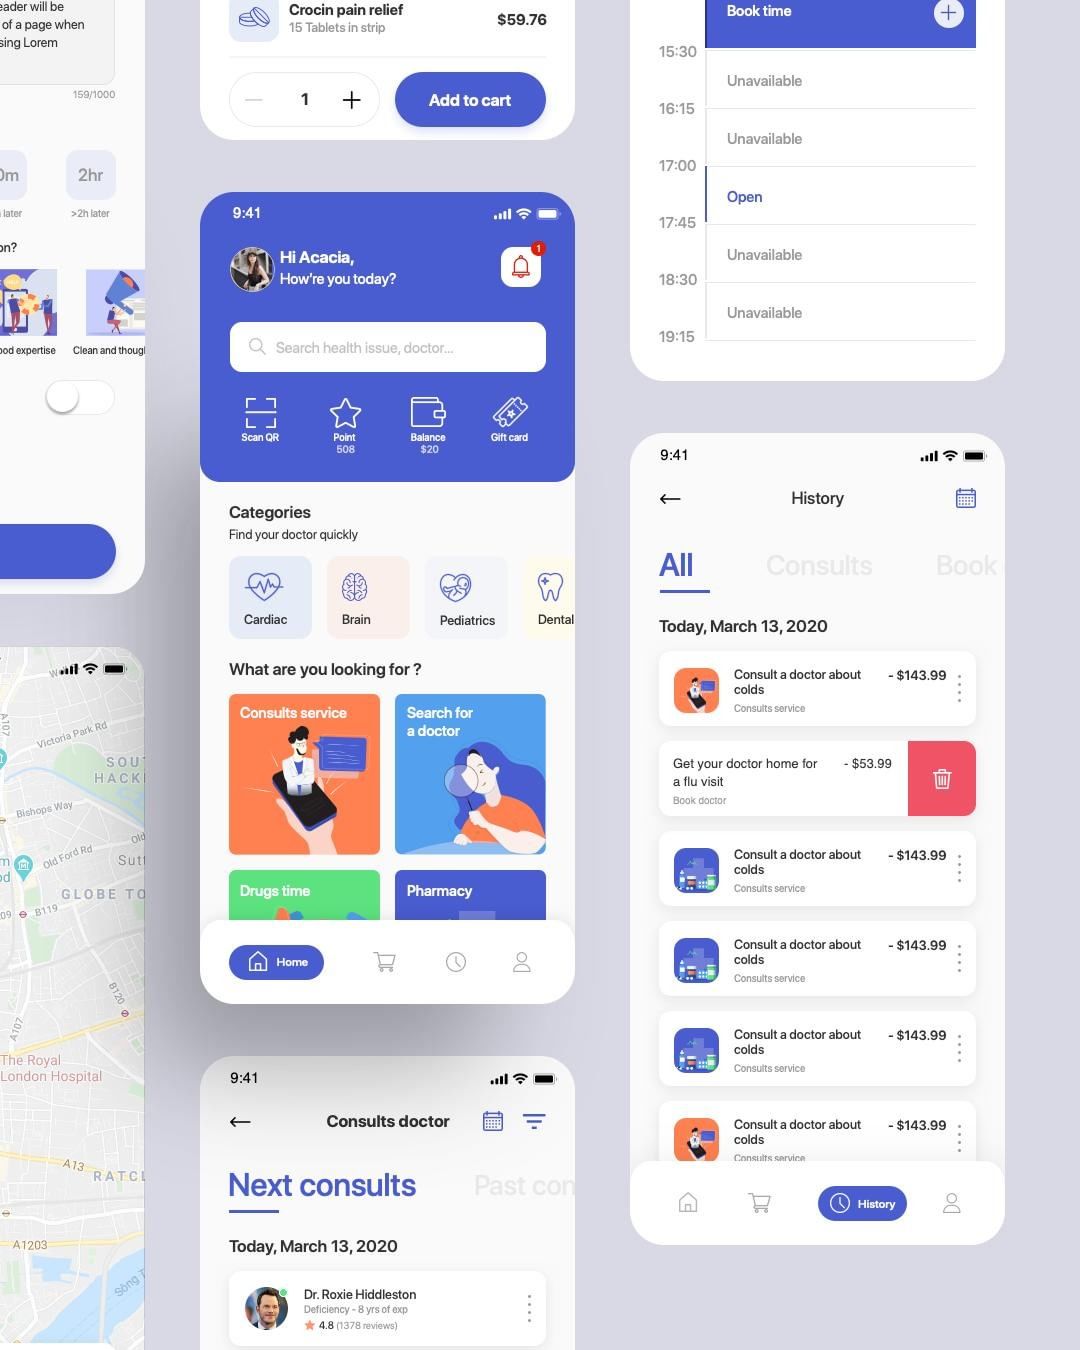 eader will be
of a page when
sing Lorem
159/1000
0m
2hr
later
>2h later
on?
ood expertise
Clean and thoug
Crocin pain relief
15 Tablets in strip
$59.76
1
Add to cart
9:41
Hi Acacia,
How're you today?
1
Search health issue, doctor...
Scan QR
Point
508
Balance
$20
Gift card
Categories
Find your doctor quickly
Cardiac
Brain
Pediatrics
Dental
What are you looking for ?
Consults service
Search for
a doctor
Drugs time
Pharmacy
Home
Book time
15:30
Unavailable
16:15
Unavailable
17:00
Open
17:45
Unavailable
18:30
Unavailable
19:15
9:41
History
All
Consults
Book
Today, March 13, 2020
Consult a doctor about
colds
Consults service
- $143.99
Get your doctor home for
a flu visit
Book doctor
- $53.99
Consult a doctor about
colds
Consults service
- $143.99
Consult a doctor about
colds
Consults service
- $143.99
Consult a doctor about
colds
Consults service
- $143.99
Consult a doctor about
colds
Consults service
- $143.99
History
A107
Victoria Park Rd
SOUT
HACK
Bishops Way
Old Ford Rd
Old
Sutt
GLOBE TO
09
B119
B120
A107
The Royal
London Hospital
A13
RATCL
A1203
Sông T
9:41
Consults doctor
Next consults
Past con
Today, March 13, 2020
Dr. Roxie Hiddleston
Deficiency - 8 yrs of exp
4.8 (1378 reviews)